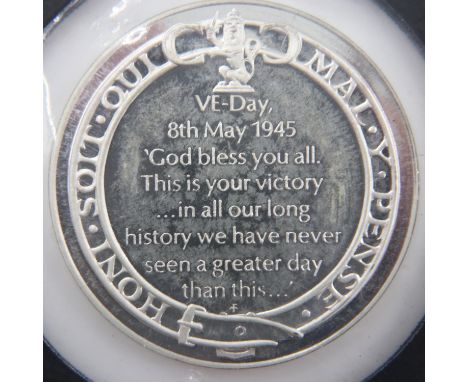 HONI · SOIT · QUI MAL · Y · PENSE ·
VE-Day,
8th May 1945
'God bless you all.
This is your victory
...in all our long
history we have never
seen a greater day
than this...'